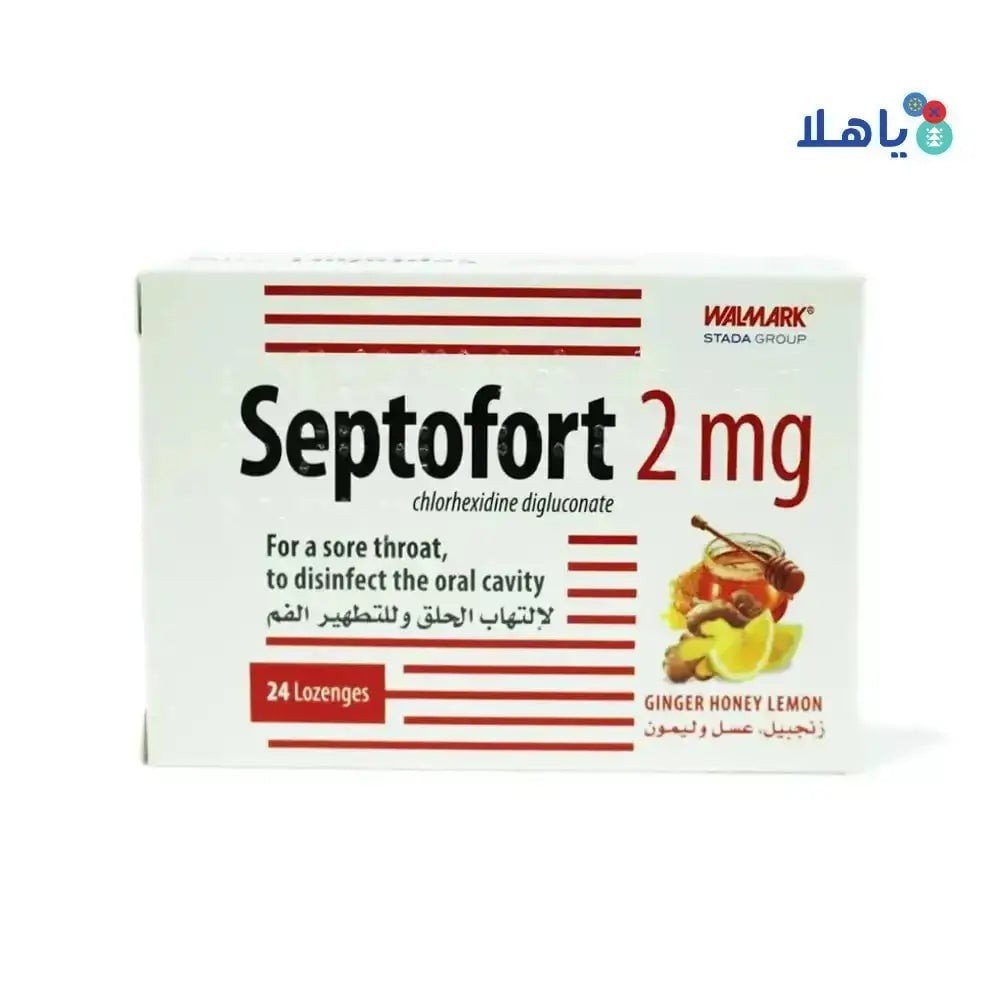 ياهلا
WALMARK®
STADA GROUP
Septofort 2 mg
chlorhexidine digluconate
For a sore throat,
to disinfect the oral cavity
لإلتهاب الحلق وللتطهير الفم
24 Lozenges
GINGER HONEY LEMON
زنجبيل، عسل وليمون